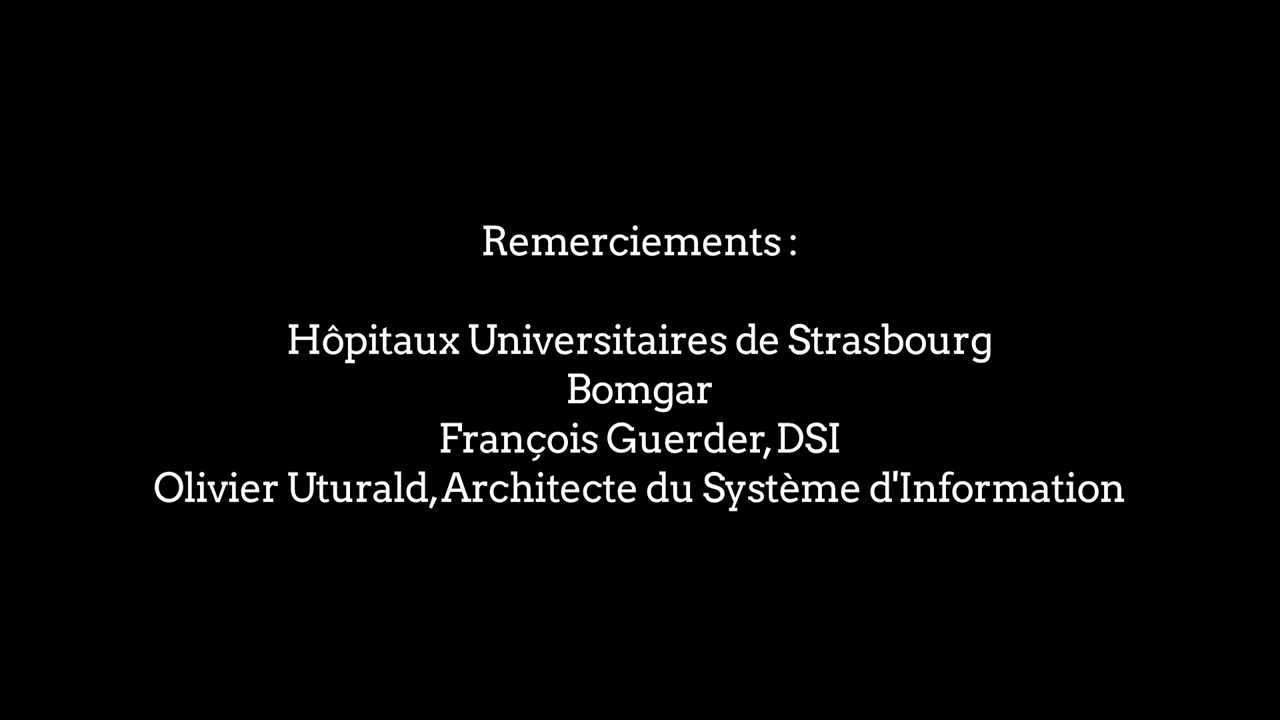 Remerciements :
Hôpitaux Universitaires de Strasbourg
Bomgar
François Guerder, DSI
Olivier Uturald, Architecte du Système d'Information